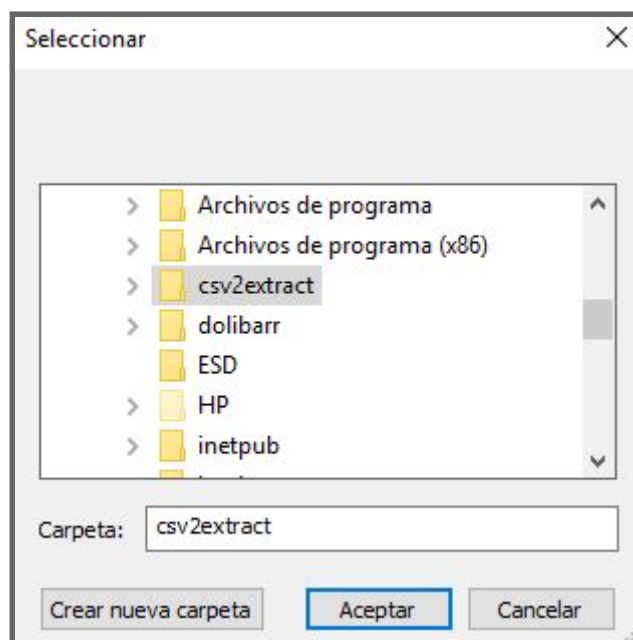 Seleccionar
Archivos de programa
Archivos de programa (x86)
csv2extract
dolibarr
ESD
HP
inetpub
Carpeta: csv2extract
Crear nueva carpeta Aceptar Cancelar